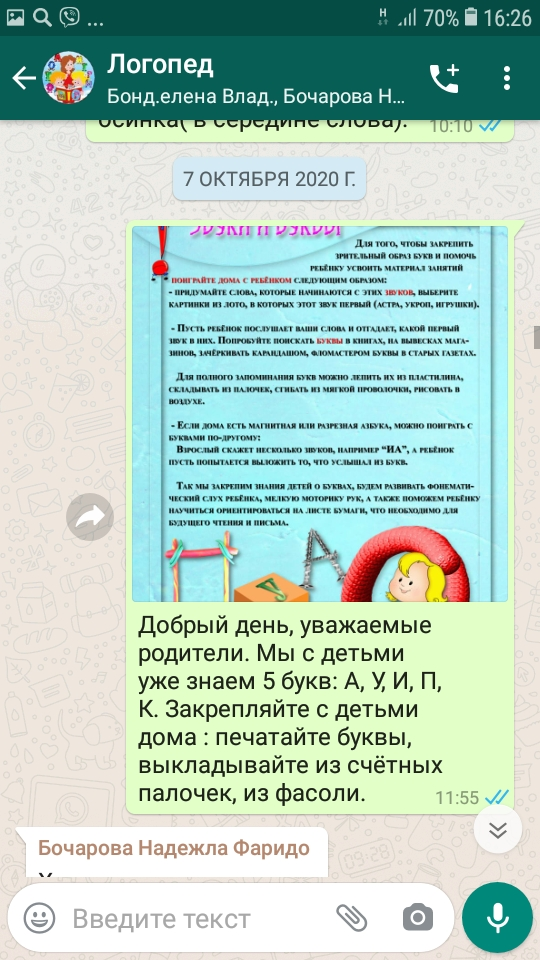 70% 16:26
Логопед
Бонд.елена Влад., Бочарова Н...
осинка( в середине слова).
10:10
7 ОКТЯБРЯ 2020 Г.
ЗВУКИ И БУКВЫ
Для того, чтобы закрепить
зрительный образ букв и помочь
ребёнку усвоить материал занятий
поиграйте дома с ребёнком следующим образом:
- придумайте слова, которые начинаются с этих звуков, выберите
картинки из лото, в которых этот звук первый (астра, укроп, игрушки).
- Пусть ребёнок послушает ваши слова и отгадает, какой первый
звук в них. Попробуйте поискать буквы в книгах, на вывесках мага-
зинов, зачёркивать карандашом, фломастером буквы в старых газетах.
Для полного запоминания букв можно лепить их из пластилина,
складывать из палочек, сгибать из мягкой проволочки, рисовать в
воздухе.
- Если дома есть магнитная или разрезная азбука, можно поиграть с
буквами по-другому:
Взрослый скажет несколько звуков, например "ИА", а ребёнок
пусть попытается выложить то, что услышал из букв.
Так мы закрепим знания детей о буквах, будем развивать фонемати-
ческий слух ребёнка, мелкую моторику рук, а также поможем ребёнку
научиться ориентироваться на листе бумаги, что необходимо для
будущего чтения и письма.
А
У
Добрый день, уважаемые
родители. Мы с детьми
уже знаем 5 букв: А, У, И, П,
К. Закрепляйте с детьми
дома : печатайте буквы,
выкладывайте из счётных
палочек, из фасоли.
11:55
Бочарова Надежла Фаридо
Введите текст